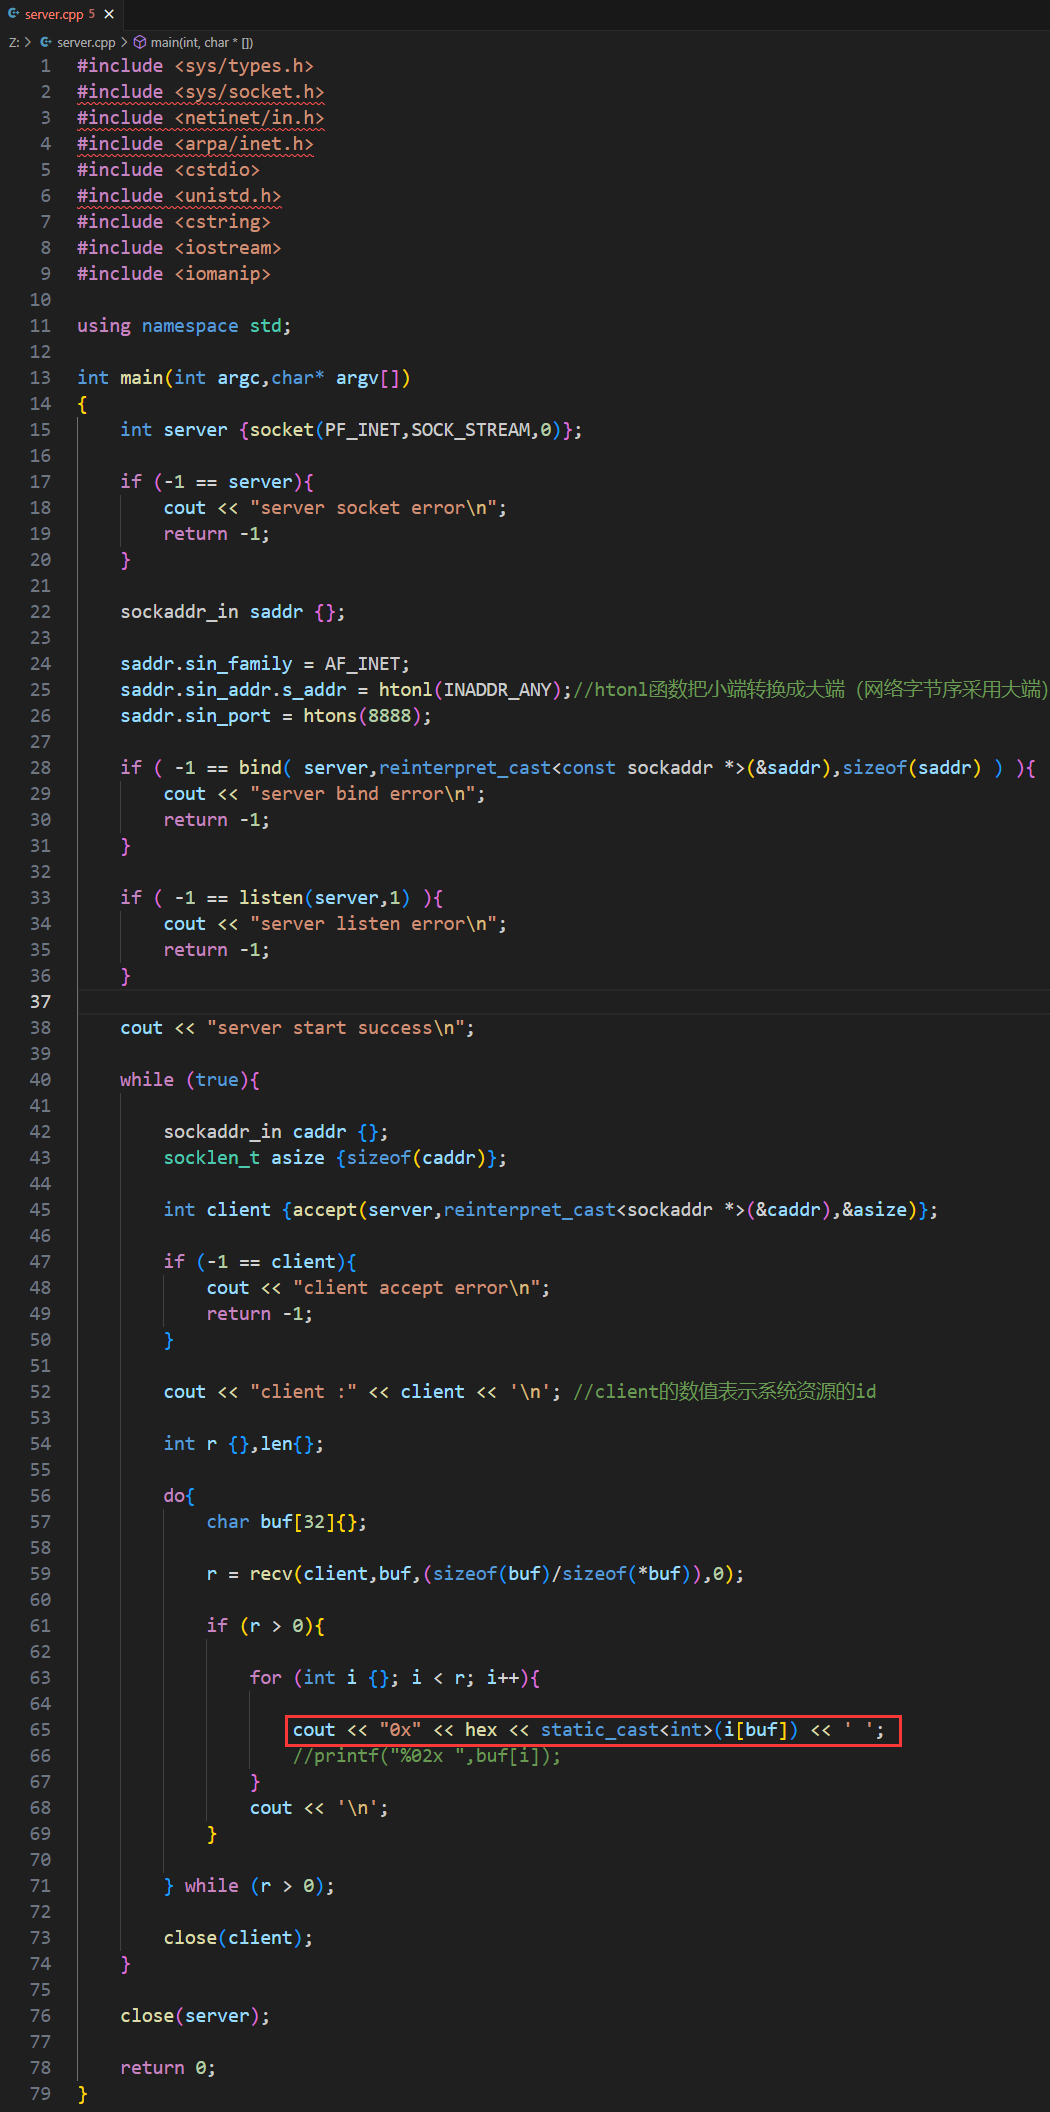 server.cpp 5
Z: > server.cpp > main(int, char * [])
1 #include <sys/types.h>
2 #include <sys/socket.h>
3 #include <netinet/in.h>
4 #include <arpa/inet.h>
5 #include <cstdio>
6 #include <unistd.h>
7 #include <cstring>
8 #include <iostream>
9 #include <iomanip>
10
11 using namespace std;
12
13 int main(int argc,char* argv[])
14 {
15     int server {socket(PF_INET,SOCK_STREAM,0)};
16
17     if (-1 == server){
18         cout << "server socket error\n";
19         return -1;
20     }
21
22     sockaddr_in saddr {};
23
24     saddr.sin_family = AF_INET;
25     saddr.sin_addr.s_addr = htonl(INADDR_ANY);//htonl函数把小端转换成大端（网络字节序采用大端）
26     saddr.sin_port = htons(8888);
27
28     if ( -1 == bind( server,reinterpret_cast<const sockaddr *>(&saddr),sizeof(saddr) ) ){
29         cout << "server bind error\n";
30         return -1;
31     }
32
33     if ( -1 == listen(server,1) ){
34         cout << "server listen error\n";
35         return -1;
36     }
37
38     cout << "server start success\n";
39
40     while (true){
41
42         sockaddr_in caddr {};
43         socklen_t asize {sizeof(caddr)};
44
45         int client {accept(server,reinterpret_cast<sockaddr *>(&caddr),&asize)};
46
47         if (-1 == client){
48             cout << "client accept error\n";
49             return -1;
50         }
51
52         cout << "client :" << client << '\n'; //client的数值表示系统资源的id
53
54         int r {},len{};
55
56         do{
57             char buf[32]{};
58
59             r = recv(client,buf,(sizeof(buf)/sizeof(*buf)),0);
60
61             if (r > 0){
62
63                 for (int i {}; i < r; i++){
64
65                     cout << "0x" << hex << static_cast<int>(i[buf]) << ' ';
66                     //printf("%02x ",buf[i]);
67                 }
68                 cout << '\n';
69             }
70
71         } while (r > 0);
72
73         close(client);
74     }
75
76     close(server);
77
78     return 0;
79 }